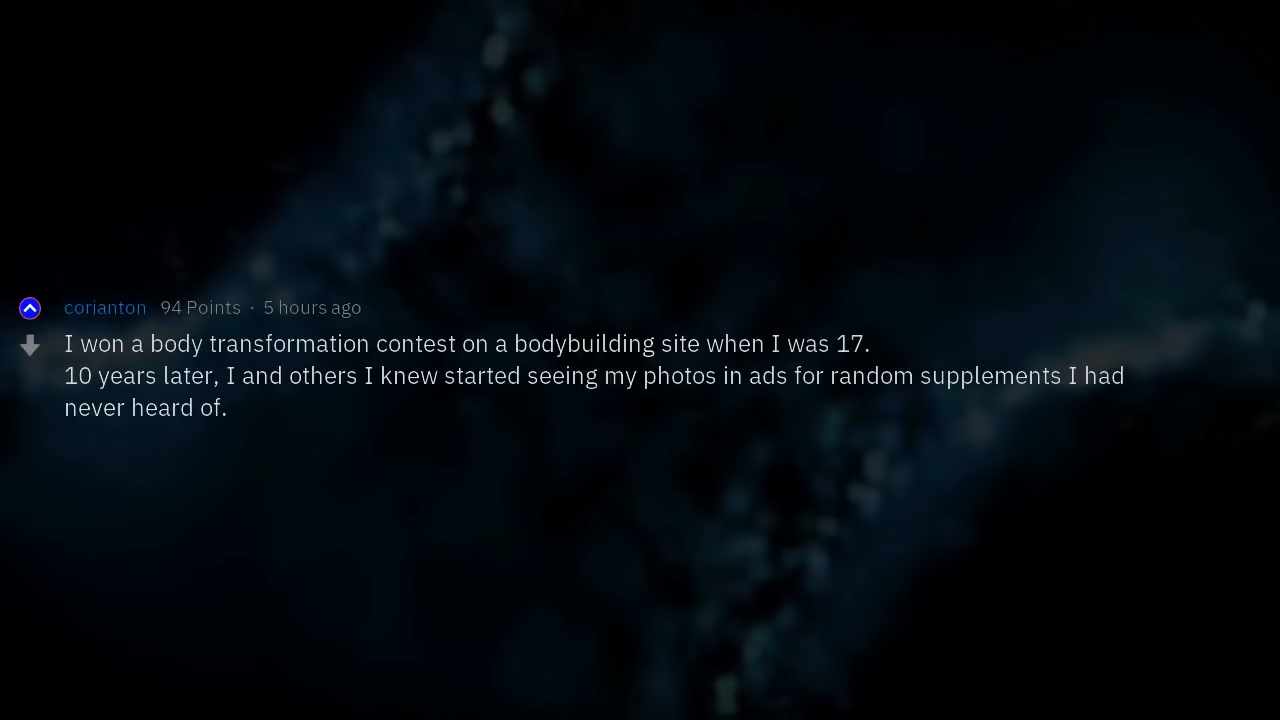 corianton 94 Points · 5 hours ago
I won a body transformation contest on a bodybuilding site when I was 17.
10 years later, I and others I knew started seeing my photos in ads for random supplements I had
never heard of.